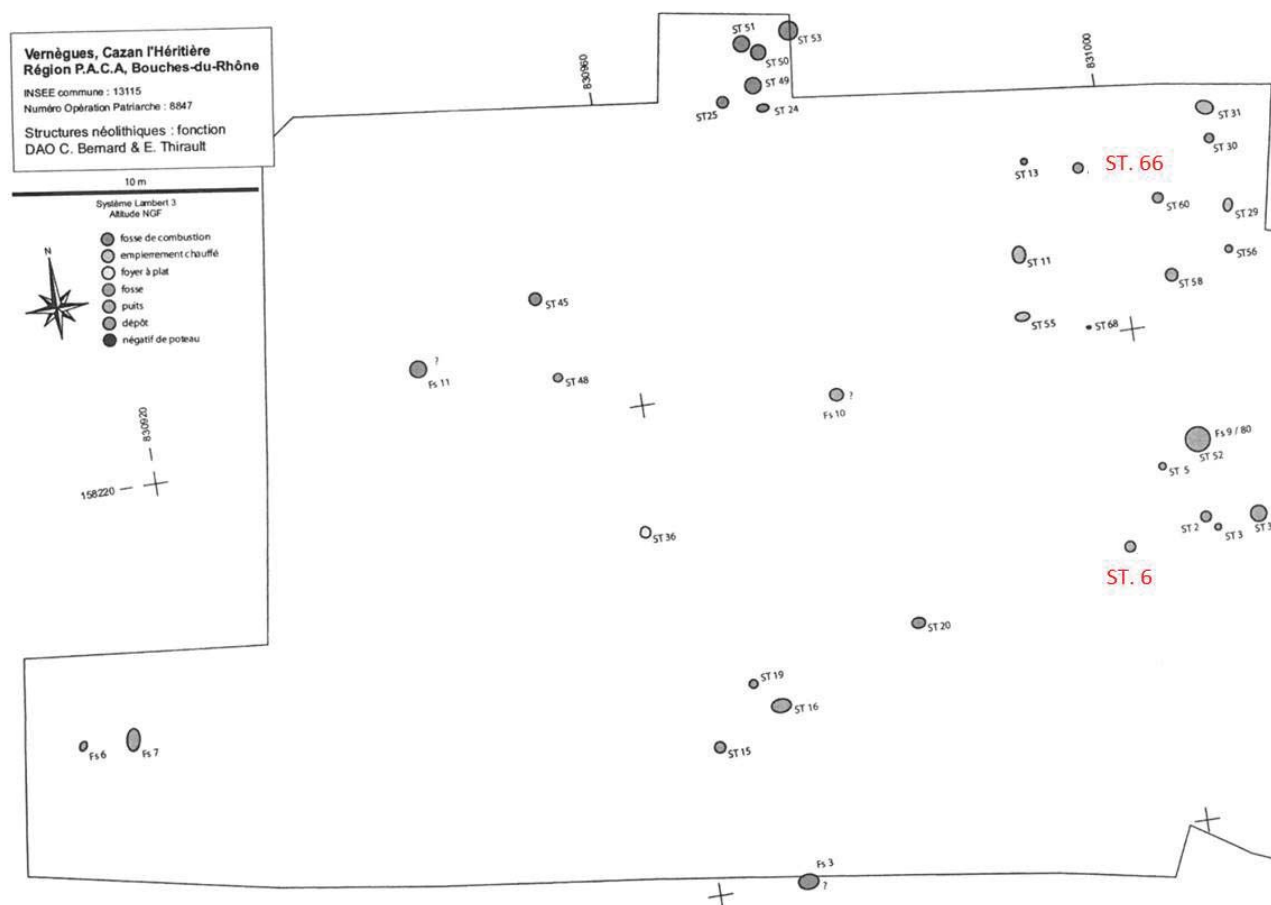 Vernègues, Cazan l'Héritière
Région P.A.C.A, Bouches-du-Rhône
INSEE commune : 13115
Numéro Opération Patriarche : 8847
Structures néolithiques : fonction
DAO C. Bernard & E. Thirault
10 m
Système Lambert 3
Altitude NGF
N
fosse de combustion
empierrement chauffé
foyer à plat
fosse
puits
dépôt
négatif de poteau
830920
158220
830960
831000
ST 51
ST 53
ST 50
ST 49
ST25
ST 24
ST 31
ST 30
ST 13
ST. 66
ST 60
ST 29
ST56
ST 11
ST 58
ST 45
ST 55
ST 68
?
Fs 11
ST 48
?
Fs 10
Fs 9 / 80
ST 52
ST 5
ST 2
ST 3
ST 3
ST 36
ST. 6
ST 20
ST 19
ST 16
ST 15
Fs 6
Fs 7
Fs 3
?